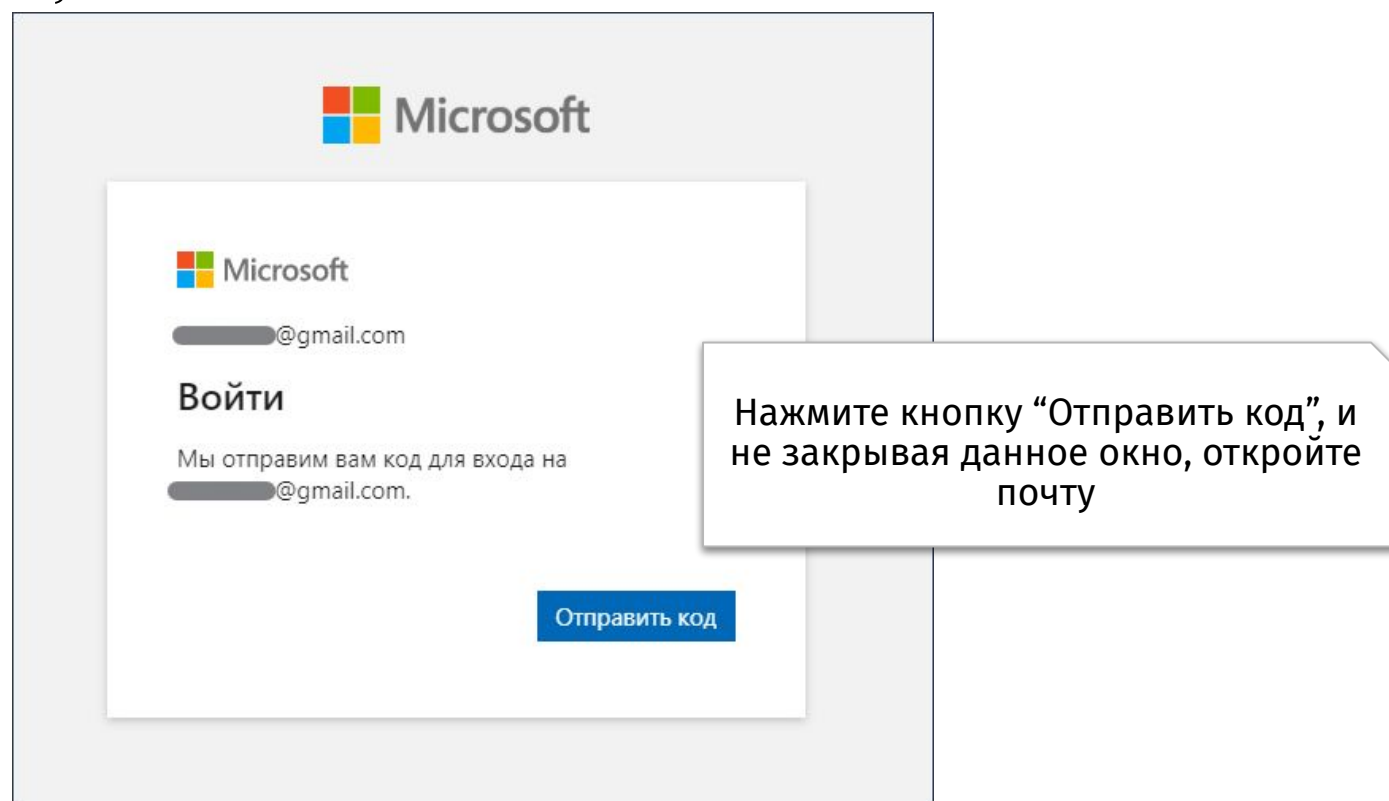 Microsoft
Microsoft
@gmail.com
Войти
Мы отправим вам код для входа на
@gmail.com.
Отправить код
Нажмите кнопку “Отправить код”, и
не закрывая данное окно, откройте
почту